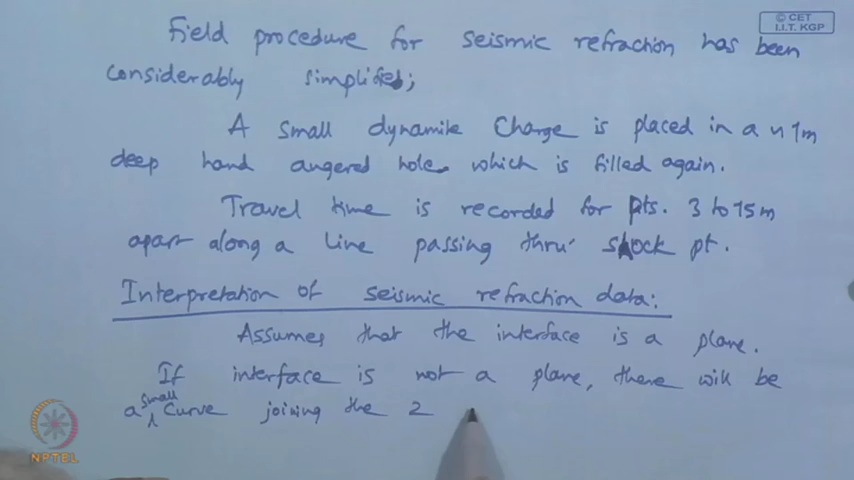 © CET
I.I.T. KGP
Field procedure for seismic refraction has been
considerably simplified;
A small dynamite charge is placed in a ~ 1m
deep hand augered hole which is filled again.
Travel time is recorded for pts. 3 to 15m
apart along a line passing thru' shock pt.
Interpretation of seismic refraction data:
Assumes that the interface is a plane.
If interface is not a plane, there will be
a small curve joining the 2
NPTEL